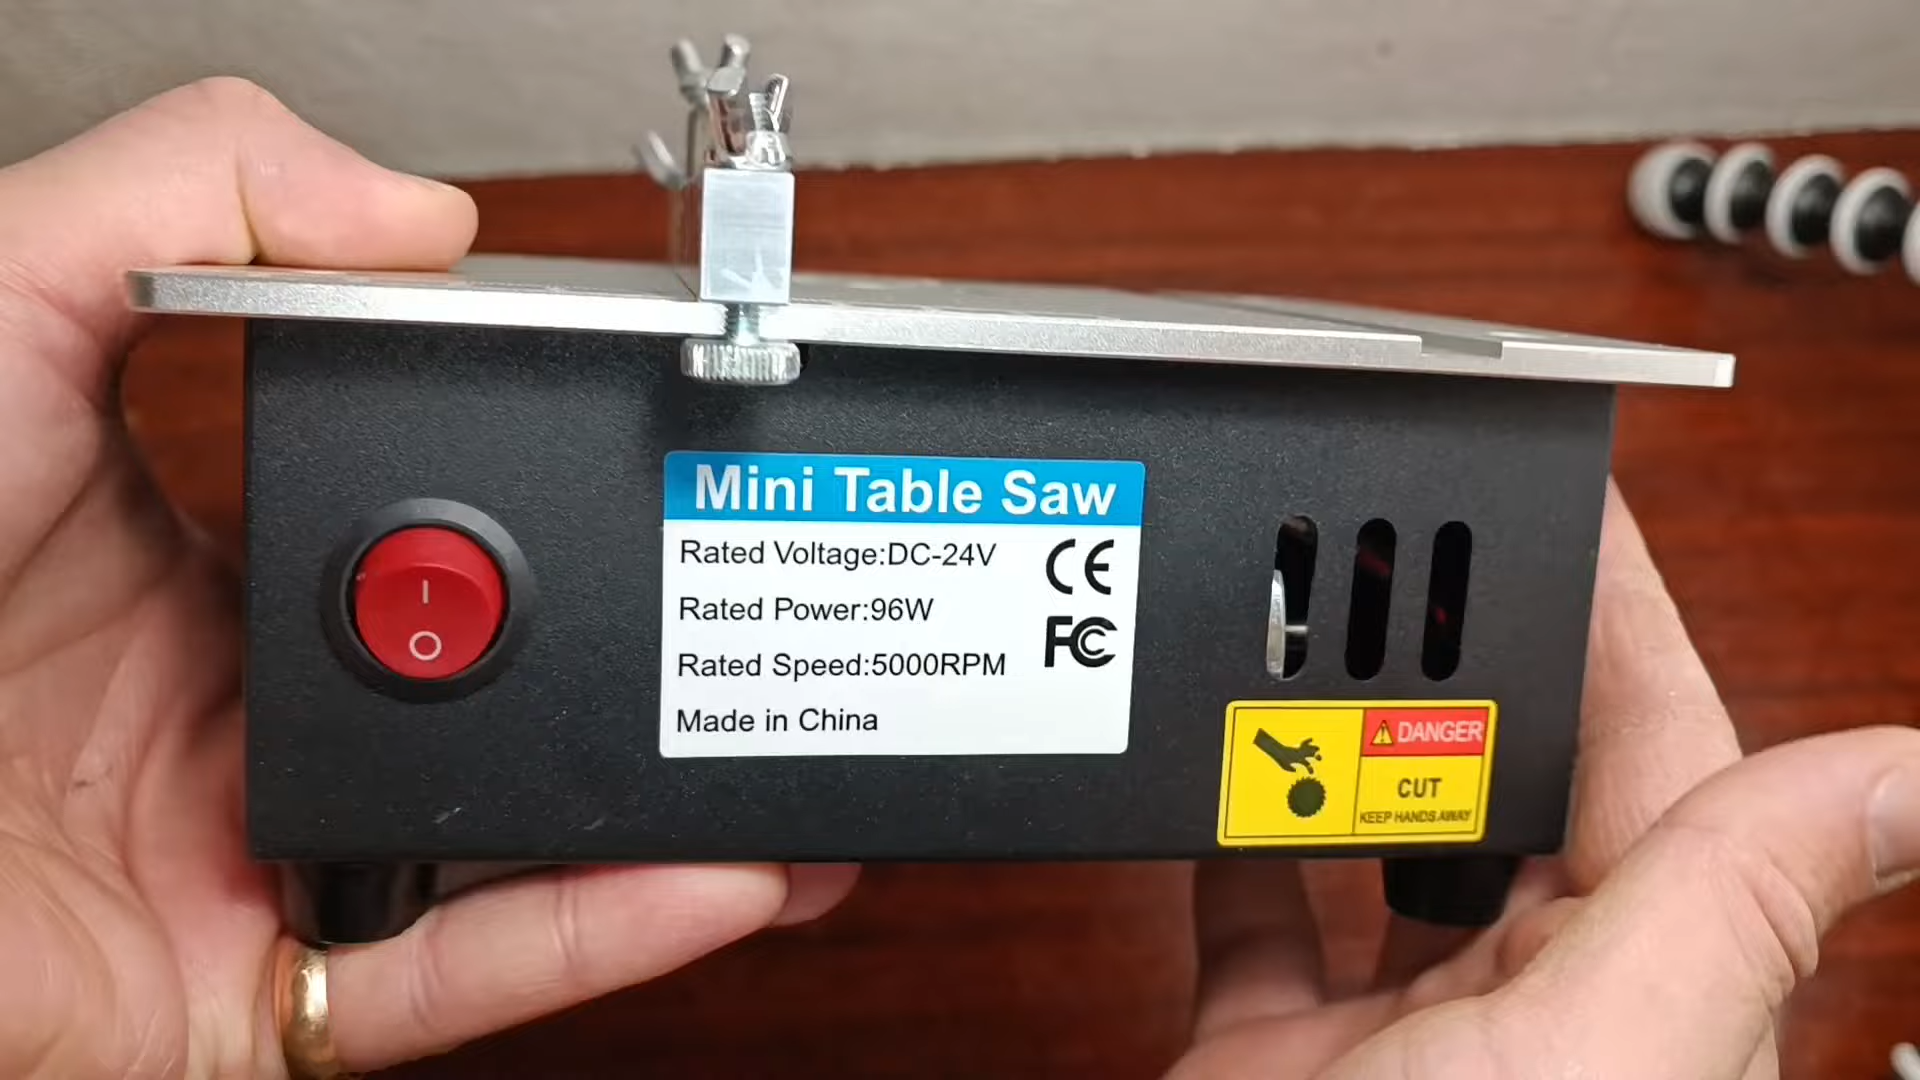 Mini Table Saw
Rated Voltage:DC-24V
CE
Rated Power:96W
FC
Rated Speed:5000RPM
Made in China
I
O
DANGER
CUT
KEEP HANDS AWAY